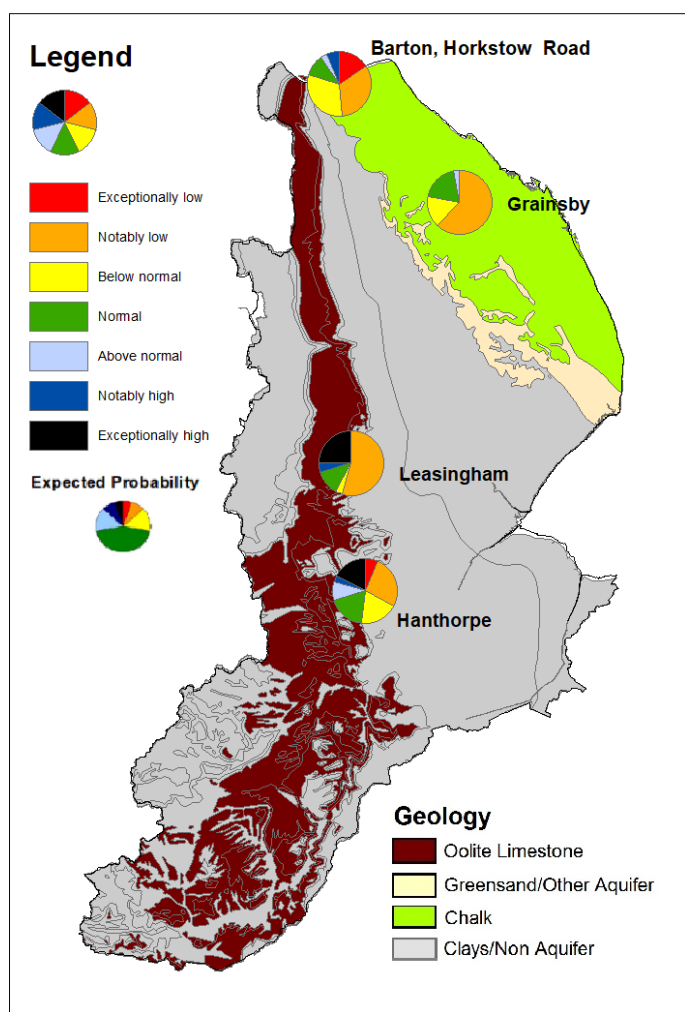 Barton, Horkstow Road
Legend
Exceptionally low
Notably low
Below normal
Normal
Above normal
Notably high
Exceptionally high
Expected Probability
Grainsby
Leasingham
Hanthorpe
Geology
Oolite Limestone
Greensand/Other Aquifer
Chalk
Clays/Non Aquifer